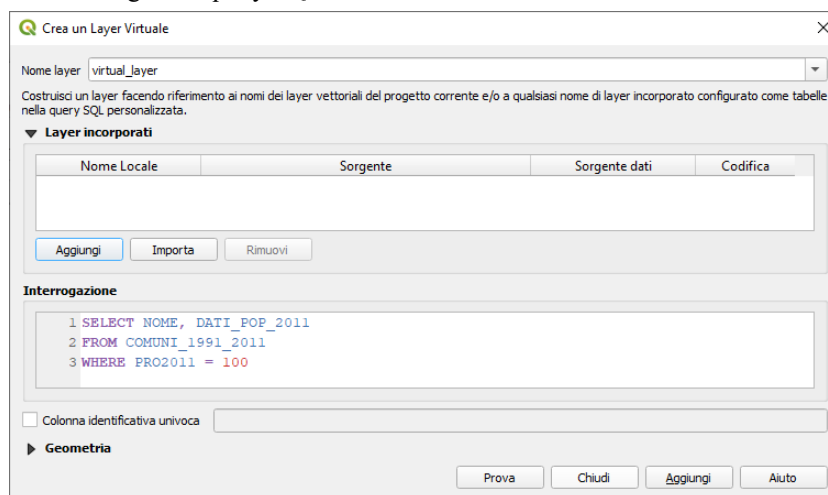 Crea un Layer Virtuale
Nome layer virtual_layer
Costruisci un layer facendo riferimento ai nomi dei layer vettoriali del progetto corrente e/o a qualsiasi nome di layer incorporato configurato come tabelle
nella query SQL personalizzata.
Layer incorporati
Nome Locale Sorgente Sorgente dati Codifica
Aggiungi Importa Rimuovi
Interrogazione
1 SELECT NOME, DATI_POP_2011
2 FROM COMUNI_1991_2011
3 WHERE PRO2011 = 100
Colonna identificativa univoca
Geometria
Prova Chiudi Aggiungi Aiuto